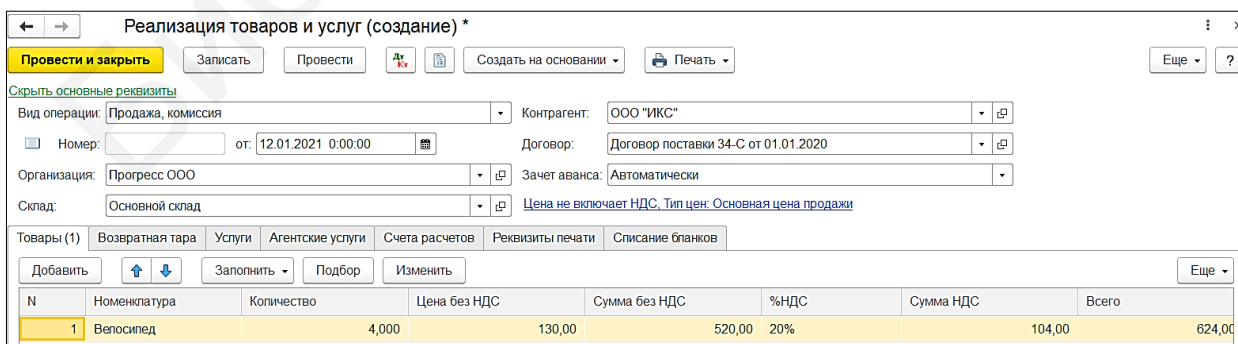 Реализация товаров и услуг (создание) *
Провести и закрыть Записать Провести Дт Кт Создать на основании Печать Еще ?
Скрыть основные реквизиты
Вид операции: Продажа, комиссия Контрагент: ООО "ИКС"
Номер: от: 12.01.2021 0:00:00 Договор: Договор поставки 34-С от 01.01.2020
Организация: Прогресс ООО Зачет аванса: Автоматически
Склад: Основной склад Цена не включает НДС, Тип цен: Основная цена продажи
Товары (1) Возвратная тара Услуги Агентские услуги Счета расчетов Реквизиты печати Списание бланков
Добавить Заполнить Подбор Изменить Еще
N Номенклатура Количество Цена без НДС Сумма без НДС %НДС Сумма НДС Всего
1 Велосипед 4,000 130,00 520,00 20% 104,00 624,00